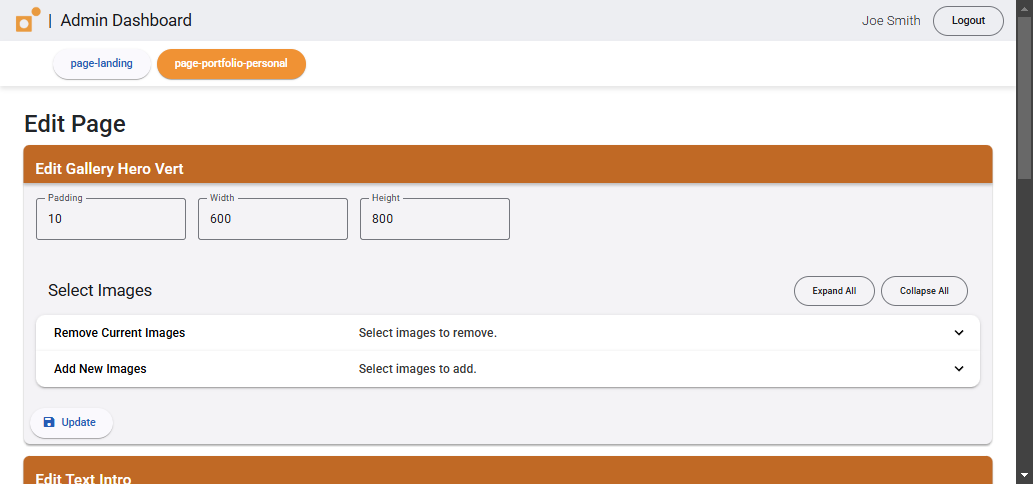 | Admin Dashboard
Joe Smith
Logout
page-landing
page-portfolio-personal
Edit Page
Edit Gallery Hero Vert
Padding
10
Width
600
Height
800
Select Images
Expand All
Collapse All
Remove Current Images
Select images to remove.
Add New Images
Select images to add.
Update
Edit Text Intro